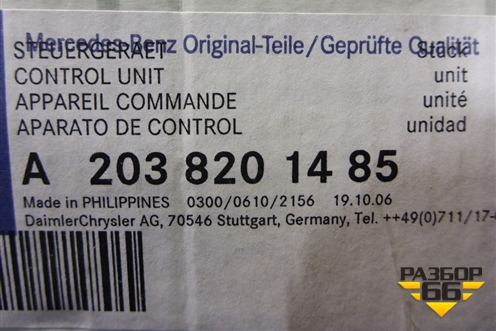 Mercedes-Benz Original-Teile/Geprüfte Qualität
STEUERGERAET Stück
CONTROL UNIT unit
APPAREIL COMMANDE unité
APARATO DE CONTROL unidad
A 203 820 14 85
Made in PHILIPPINES 0300/0610/2156 19.10.06
DaimlerChrysler AG, 70546 Stuttgart, Germany, Tel. ++49(0)711/17-
РАЗБОР
66